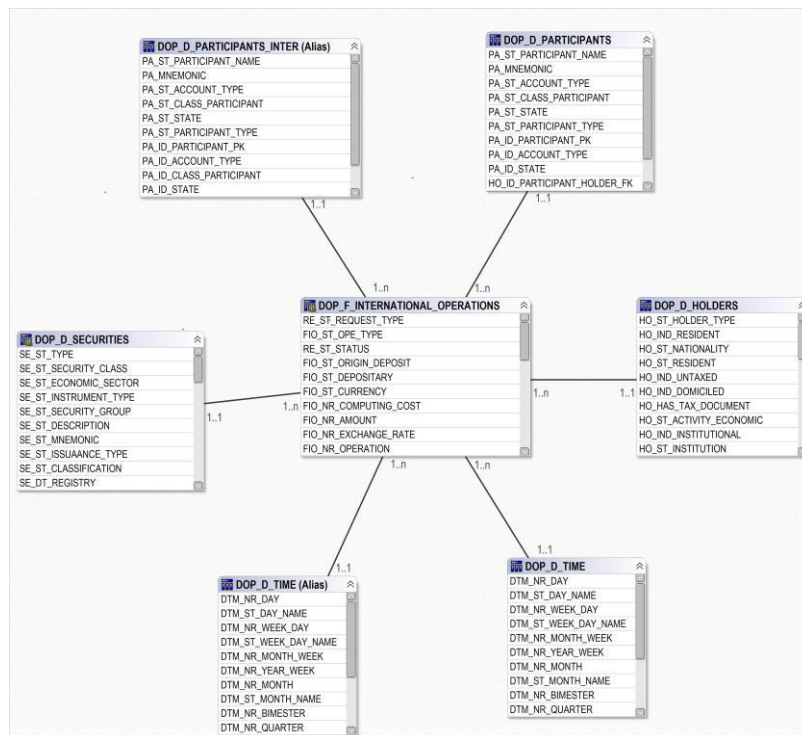 DOP_D_PARTICIPANTS_INTER (Alias)
PA_ST_PARTICIPANT_NAME
PA_MNEMONIC
PA_ST_ACCOUNT_TYPE
PA_ST_CLASS_PARTICIPANT
PA_ST_STATE
PA_ST_PARTICIPANT_TYPE
PA_ID_PARTICIPANT_PK
PA_ID_ACCOUNT_TYPE
PA_ID_CLASS_PARTICIPANT
PA_ID_STATE
DOP_D_PARTICIPANTS
PA_ST_PARTICIPANT_NAME
PA_MNEMONIC
PA_ST_ACCOUNT_TYPE
PA_ST_CLASS_PARTICIPANT
PA_ST_STATE
PA_ST_PARTICIPANT_TYPE
PA_ID_PARTICIPANT_PK
PA_ID_ACCOUNT_TYPE
PA_ID_STATE
HO_ID_PARTICIPANT_HOLDER_FK
1..1
1..1
1..n
1..n
DOP_F_INTERNATIONAL_OPERATIONS
RE_ST_REQUEST_TYPE
FIO_ST_OPE_TYPE
RE_ST_STATUS
FIO_ST_ORIGIN_DEPOSIT
FIO_ST_DEPOSITARY
FIO_ST_CURRENCY
FIO_NR_COMPUTING_COST
FIO_NR_AMOUNT
FIO_NR_EXCHANGE_RATE
FIO_NR_OPERATION
DOP_D_HOLDERS
HO_ST_HOLDER_TYPE
HO_IND_RESIDENT
HO_ST_NATIONALITY
HO_ST_RESIDENT
HO_IND_UNTAXED
HO_IND_DOMICILED
HO_HAS_TAX_DOCUMENT
HO_ST_ACTIVITY_ECONOMIC
HO_IND_INSTITUTIONAL
HO_ST_INSTITUTION
DOP_D_SECURITIES
SE_ST_TYPE
SE_ST_SECURITY_CLASS
SE_ST_ECONOMIC_SECTOR
SE_ST_INSTRUMENT_TYPE
SE_ST_SECURITY_GROUP
SE_ST_DESCRIPTION
SE_ST_MNEMONIC
SE_ST_ISSUAANCE_TYPE
SE_ST_CLASSIFICATION
SE_DT_REGISTRY
1..1
1..n
1..n
1..1
1..n
1..n
1..1
1..1
DOP_D_TIME (Alias)
DTM_NR_DAY
DTM_ST_DAY_NAME
DTM_NR_WEEK_DAY
DTM_ST_WEEK_DAY_NAME
DTM_NR_MONTH_WEEK
DTM_NR_YEAR_WEEK
DTM_NR_MONTH
DTM_ST_MONTH_NAME
DTM_NR_BIMESTER
DTM_NR_QUARTER
DOP_D_TIME
DTM_NR_DAY
DTM_ST_DAY_NAME
DTM_NR_WEEK_DAY
DTM_ST_WEEK_DAY_NAME
DTM_NR_MONTH_WEEK
DTM_NR_YEAR_WEEK
DTM_NR_MONTH
DTM_ST_MONTH_NAME
DTM_NR_BIMESTER
DTM_NR_QUARTER